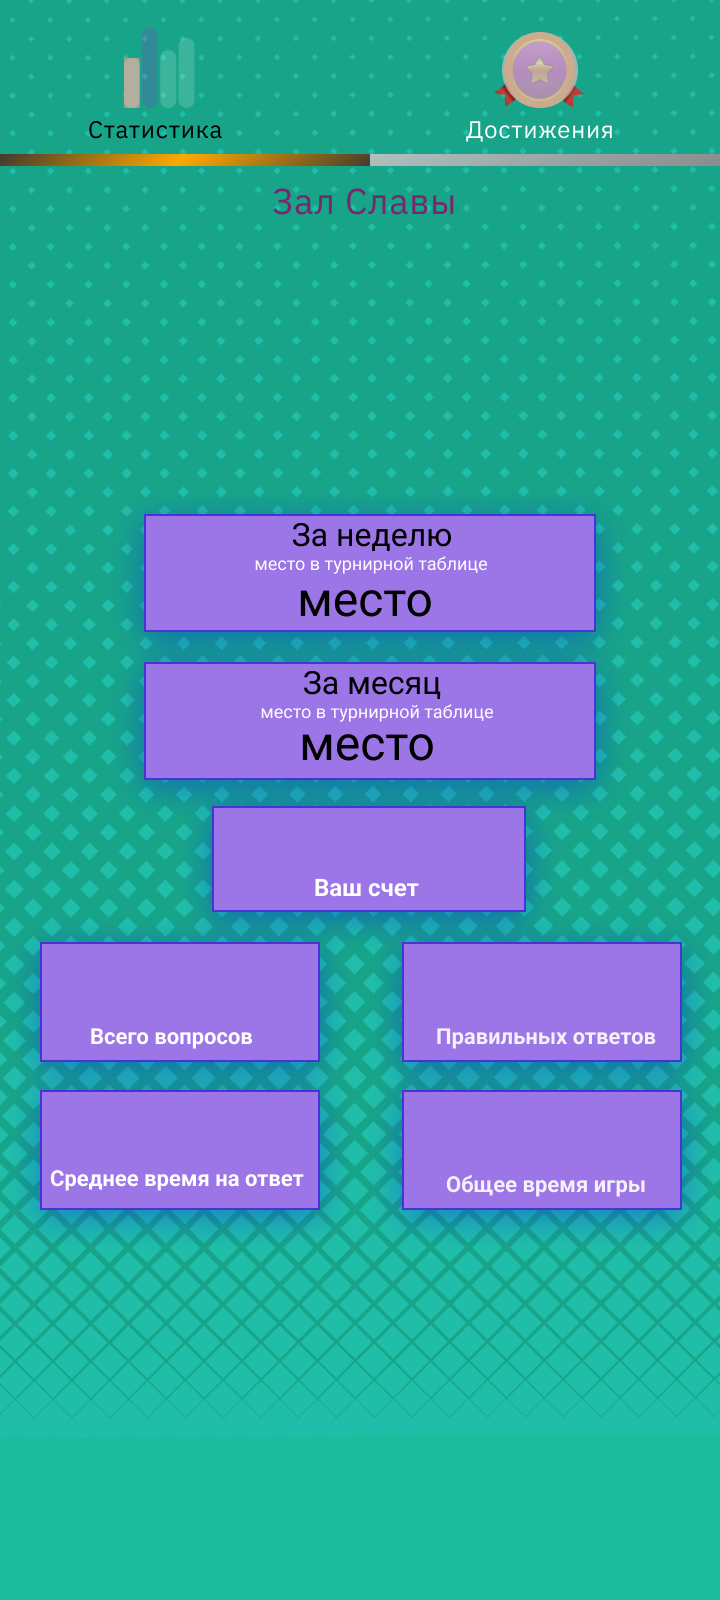 Статистика
Достижения
Зал Славы
За неделю
место в турнирной таблице
место
За месяц
место в турнирной таблице
место
Ваш счет
Всего вопросов
Правильных ответов
Среднее время на ответ
Общее время игры